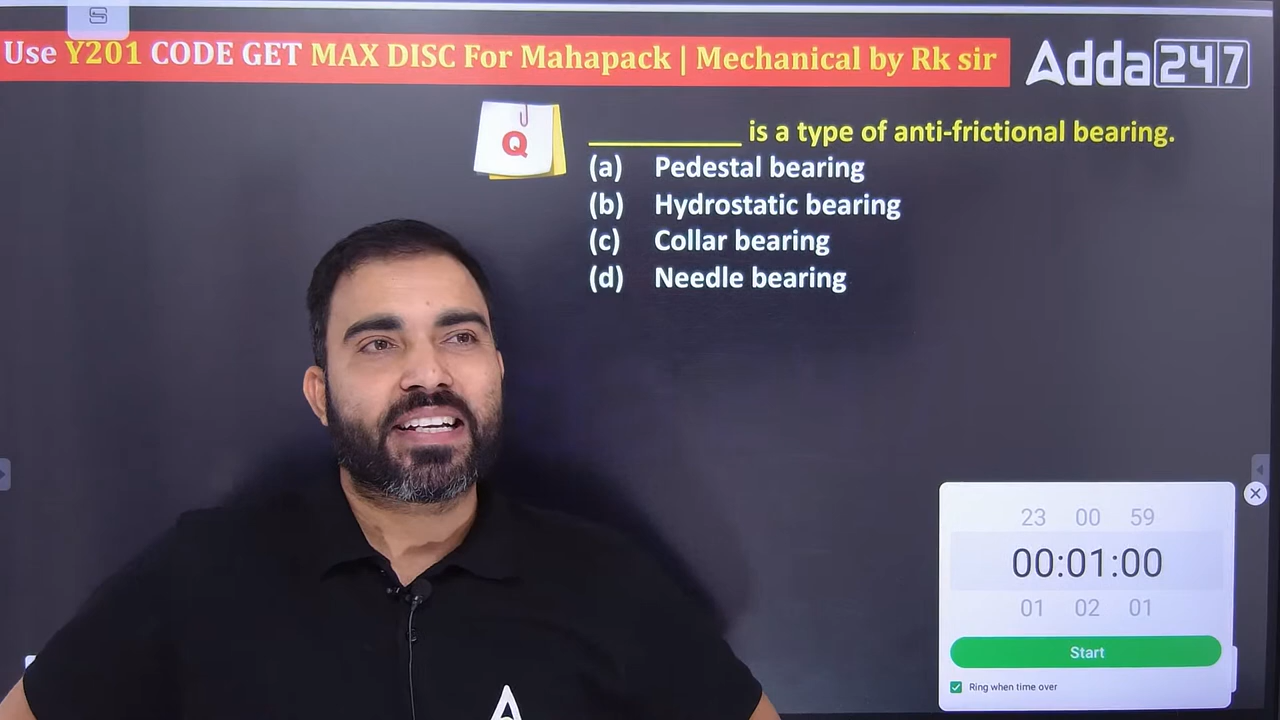 Use Y201 CODE GET MAX DISC For Mahapack | Mechanical by Rk sir
Adda247
Q
__________ is a type of anti-frictional bearing.
(a) Pedestal bearing
(b) Hydrostatic bearing
(c) Collar bearing
(d) Needle bearing
23 00 59
00:01:00
01 02 01
Start
Ring when time over